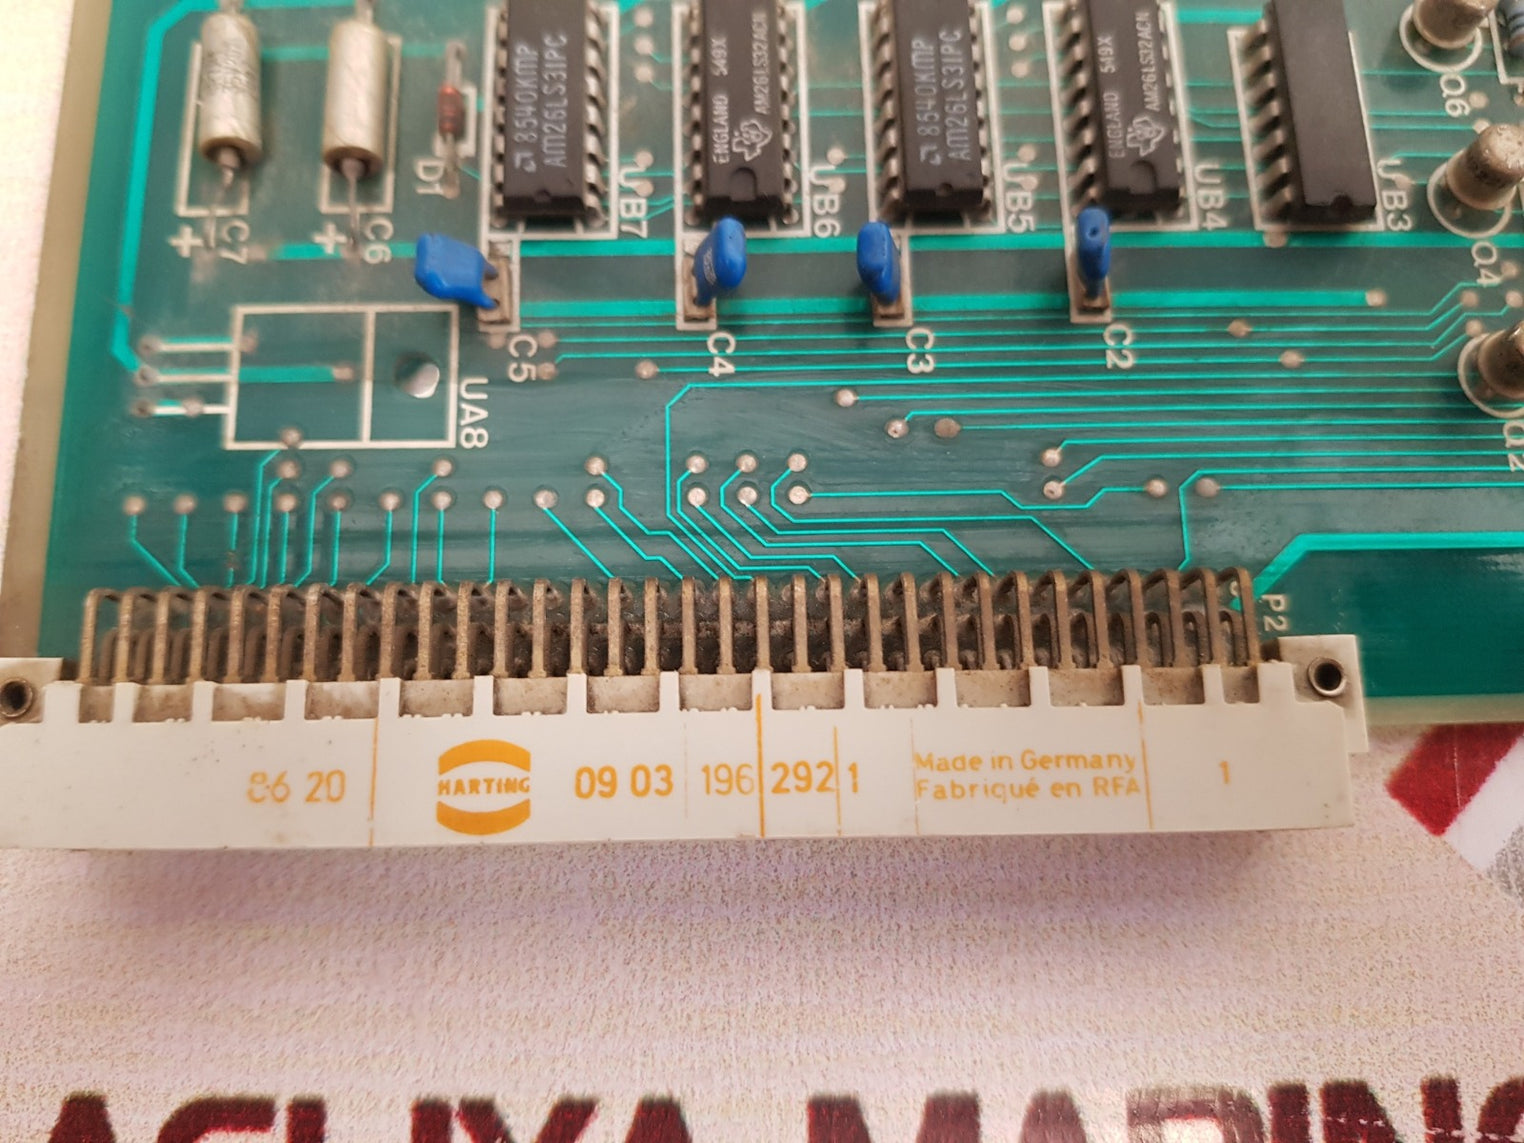 8540KMP
AM26LS31PC
ENGLAND 549X
AM26LS32ACN
8540KMP
AM26LS31PC
ENGLAND 549X
AM26LS32ACN
+ C7
+ C6
D1
UB7
UB6
UB5
UB4
UB3
Q6
Q4
Q2
C5
C4
C3
C2
UA8
P2
86 20 HARTING 09 03 196 292 1 Made in Germany 1
Fabriqué en RFA